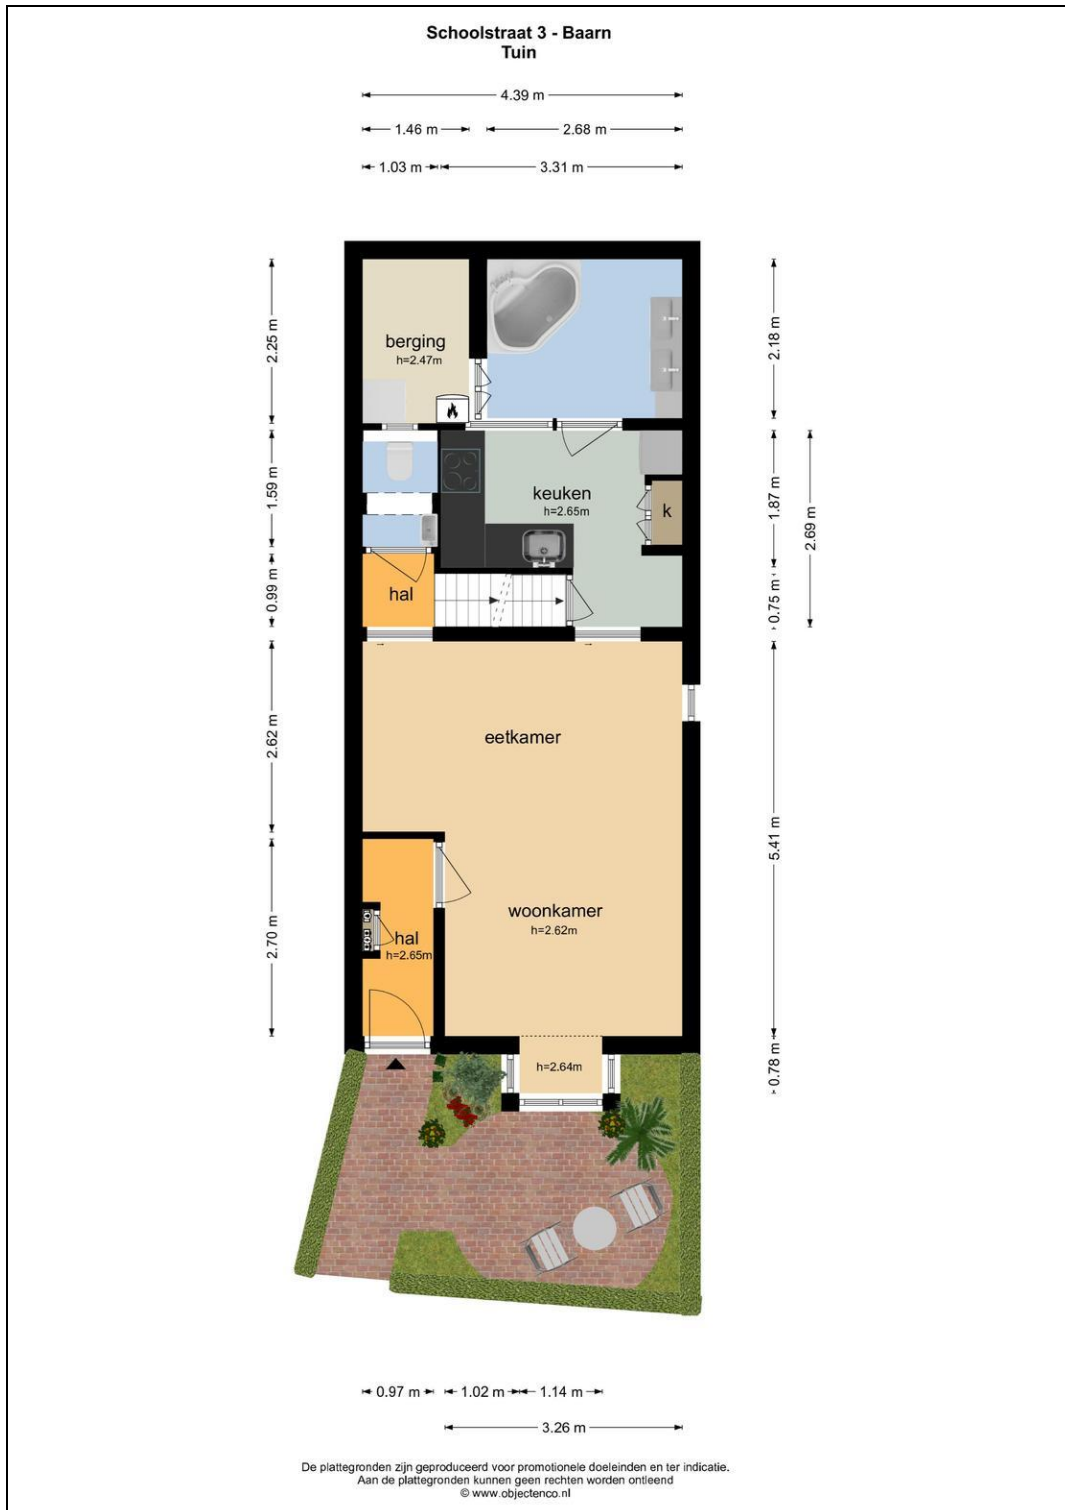 Schoolstraat 3 - Baarn
Tuin
4.39 m
1.46 m
2.68 m
1.03 m
3.31 m
2.25 m
2.18 m
berging
h=2.47m
1.59 m
1.87 m
2.69 m
keuken
h=2.65m
k
0.99 m
0.75 m
hal
2.62 m
5.41 m
eetkamer
2.70 m
woonkamer
h=2.62m
hal
h=2.65m
0.78 m
h=2.64m
0.97 m
1.02 m
1.14 m
3.26 m
De plattegronden zijn geproduceerd voor promotionele doeleinden en ter indicatie.
Aan de plattegronden kunnen geen rechten worden ontleend
© www.objectenco.nl